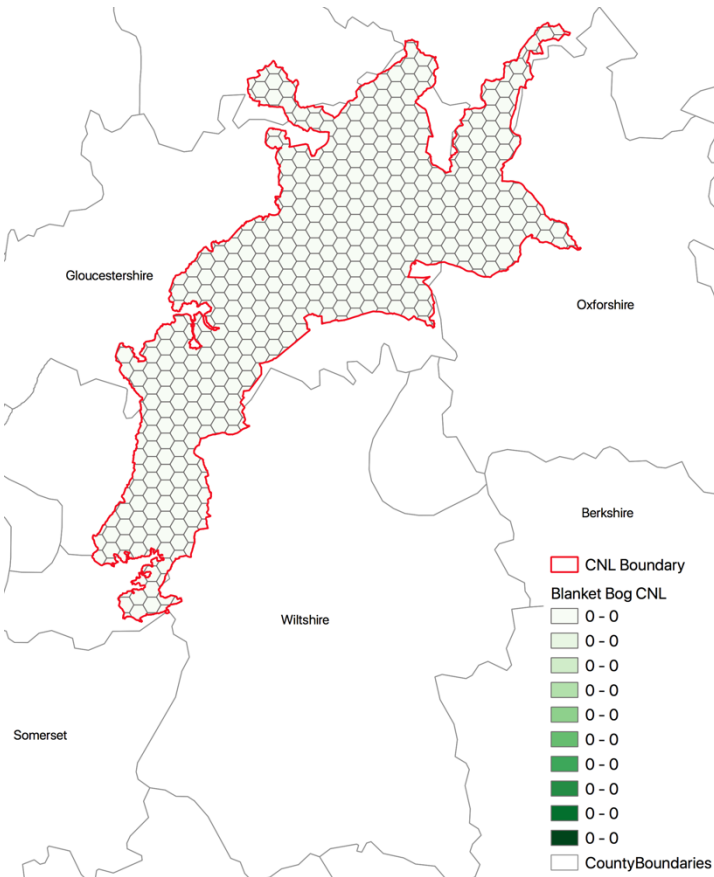 Gloucestershire
Oxforshire
Berkshire
CNL Boundary
Blanket Bog CNL
0 - 0
0 - 0
0 - 0
0 - 0
0 - 0
0 - 0
0 - 0
0 - 0
0 - 0
0 - 0
CountyBoundaries
Wiltshire
Somerset